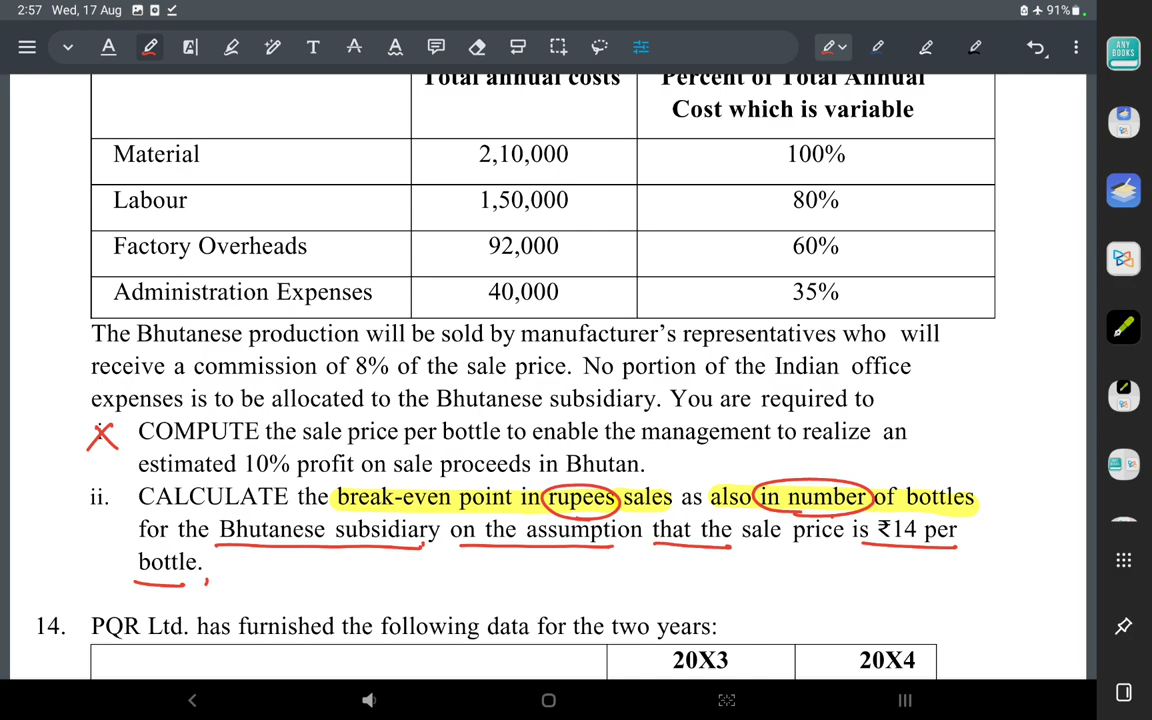 2:57 Wed, 17 Aug
91%
T
Total annual costs
Percent of Total Annual
Cost which is variable
Material 2,10,000 100%
Labour 1,50,000 80%
Factory Overheads 92,000 60%
Administration Expenses 40,000 35%
The Bhutanese production will be sold by manufacturer's representatives who will
receive a commission of 8% of the sale price. No portion of the Indian office
expenses is to be allocated to the Bhutanese subsidiary. You are required to
COMPUTE the sale price per bottle to enable the management to realize an
estimated 10% profit on sale proceeds in Bhutan.
ii. CALCULATE the break-even point in rupees sales as also in number of bottles
for the Bhutanese subsidiary on the assumption that the sale price is ₹14 per
bottle.
14. PQR Ltd. has furnished the following data for the two years:
20X3 20X4
ANY
BOOKS